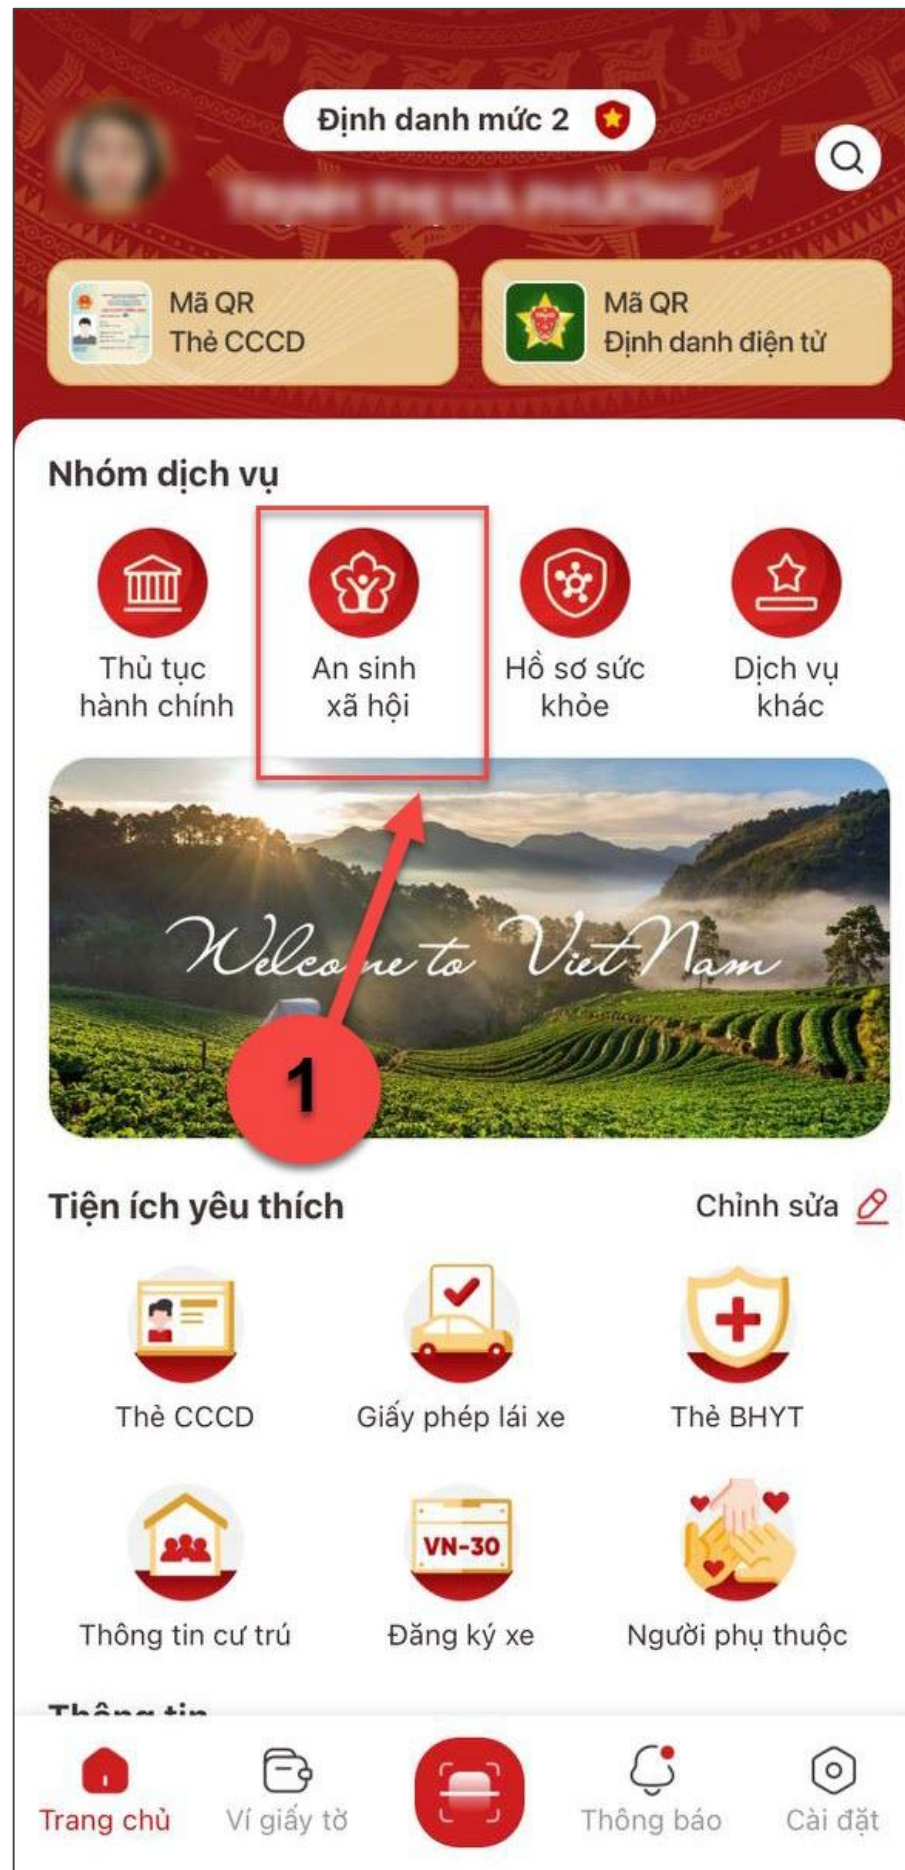 Định danh mức 2
Mã QR
Thẻ CCCD
Mã QR
Định danh điện tử
Nhóm dịch vụ
Thủ tục
hành chính
An sinh
xã hội
Hồ sơ sức
khỏe
Dịch vụ
khác
Welcome to VietNam
1
Tiện ích yêu thích
Chỉnh sửa
Thẻ CCCD
Giấy phép lái xe
Thẻ BHYT
VN-30
Thông tin cư trú
Đăng ký xe
Người phụ thuộc
Thông tin
Trang chủ
Ví giấy tờ
Thông báo
Cài đặt